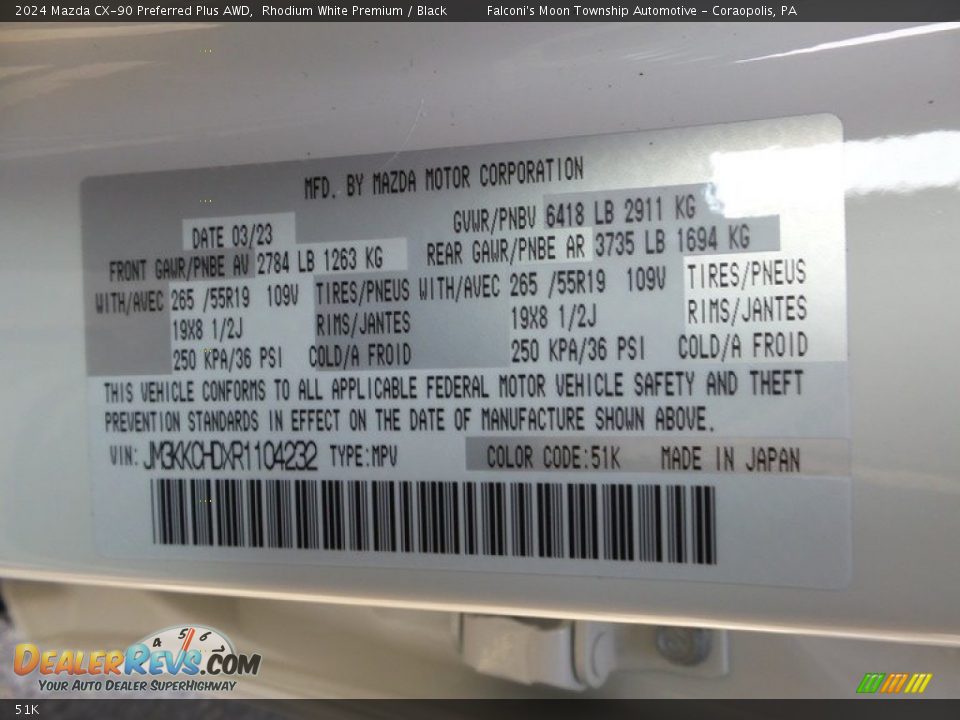 2024 Mazda CX-90 Preferred Plus AWD, Rhodium White Premium / Black Falconi's Moon Township Automotive - Coraopolis, PA
MFD. BY MAZDA MOTOR CORPORATION
DATE 03/23 GVWR/PNBV 6418 LB 2911 KG
FRONT GAWR/PNBE AV 2784 LB 1263 KG REAR GAWR/PNBE AR 3735 LB 1694 KG
WITH/AVEC 265 /55R19 109V TIRES/PNEUS WITH/AVEC 265 /55R19 109V TIRES/PNEUS
19X8 1/2J RIMS/JANTES 19X8 1/2J RIMS/JANTES
250 KPA/36 PSI COLD/A FROID 250 KPA/36 PSI COLD/A FROID
THIS VEHICLE CONFORMS TO ALL APPLICABLE FEDERAL MOTOR VEHICLE SAFETY AND THEFT
PREVENTION STANDARDS IN EFFECT ON THE DATE OF MANUFACTURE SHOWN ABOVE.
VIN: JM3KKCHDXR1104232 TYPE:MPV COLOR CODE:51K MADE IN JAPAN
4 5 6
DEALERREVS.COM
YOUR AUTO DEALER SUPERHIGHWAY
51K